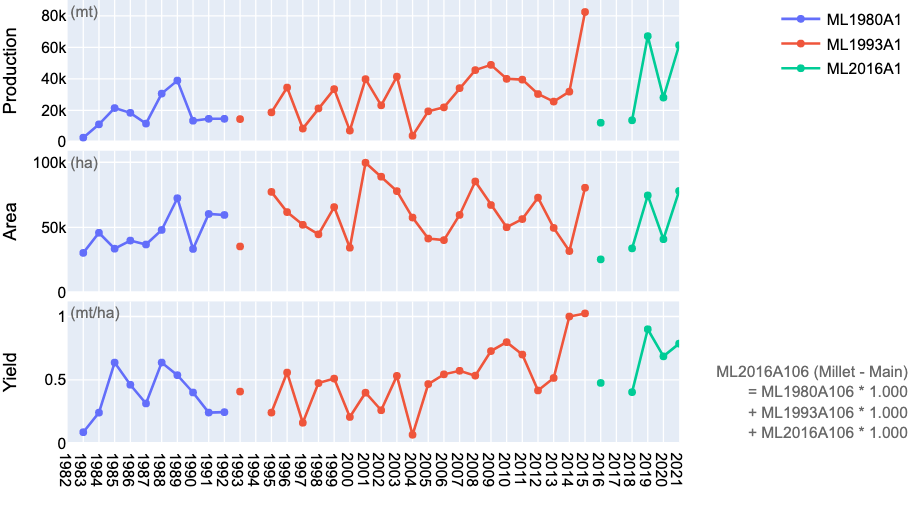 Production
(mt)
80k
60k
40k
20k
0
ML1980A1
ML1993A1
ML2016A1
Area
(ha)
100k
50k
0
Yield
(mt/ha)
1
0.5
0
ML2016A106 (Millet - Main)
= ML1980A106 * 1.000
+ ML1993A106 * 1.000
+ ML2016A106 * 1.000
1982 1983 1984 1985 1986 1987 1988 1989 1990 1991 1992 1993 1994 1995 1996 1997 1998 1999 2000 2001 2002 2003 2004 2005 2006 2007 2008 2009 2010 2011 2012 2013 2014 2015 2016 2017 2018 2019 2020 2021